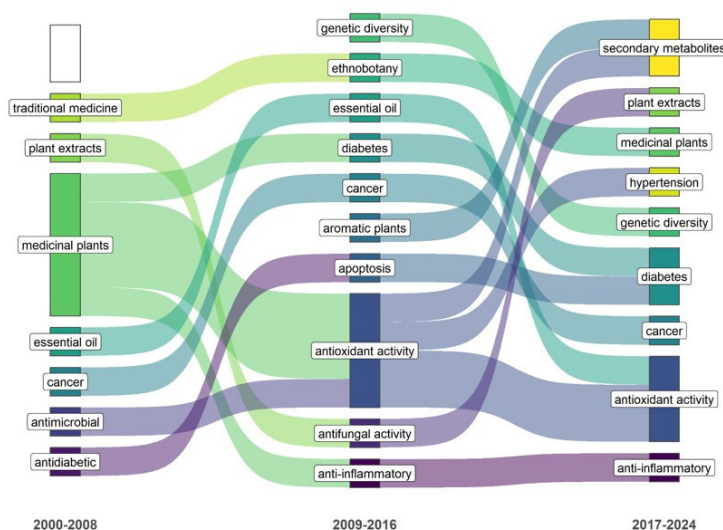 traditional medicine
plant extracts
medicinal plants
essential oil
cancer
antimicrobial
antidiabetic
genetic diversity
ethnobotany
essential oil
diabetes
cancer
aromatic plants
apoptosis
antioxidant activity
antifungal activity
anti-inflammatory
secondary metabolites
plant extracts
medicinal plants
hypertension
genetic diversity
diabetes
cancer
antioxidant activity
anti-inflammatory
2000-2008
2009-2016
2017-2024